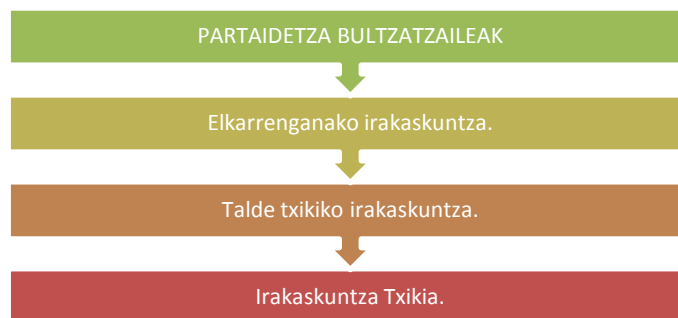 PARTAIDETZA BULTZATZAILEAK
Elkarrenganako irakaskuntza.
Talde txikiko irakaskuntza.
Irakaskuntza Txikia.